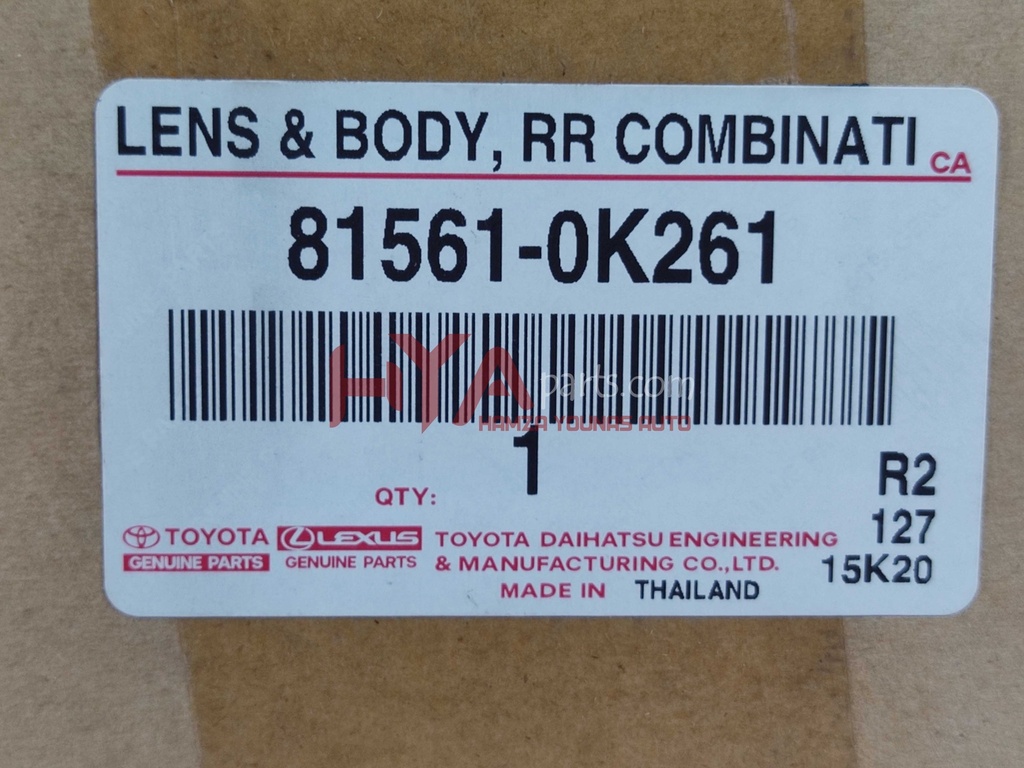 LENS & BODY, RR COMBINATI CA
81561-0K261
HYA parts.com
HAMZA YOUNAS AUTO
QTY: 1
R2
127
15K20
TOYOTA
GENUINE PARTS
LEXUS
GENUINE PARTS
TOYOTA DAIHATSU ENGINEERING
& MANUFACTURING CO.,LTD.
MADE IN THAILAND